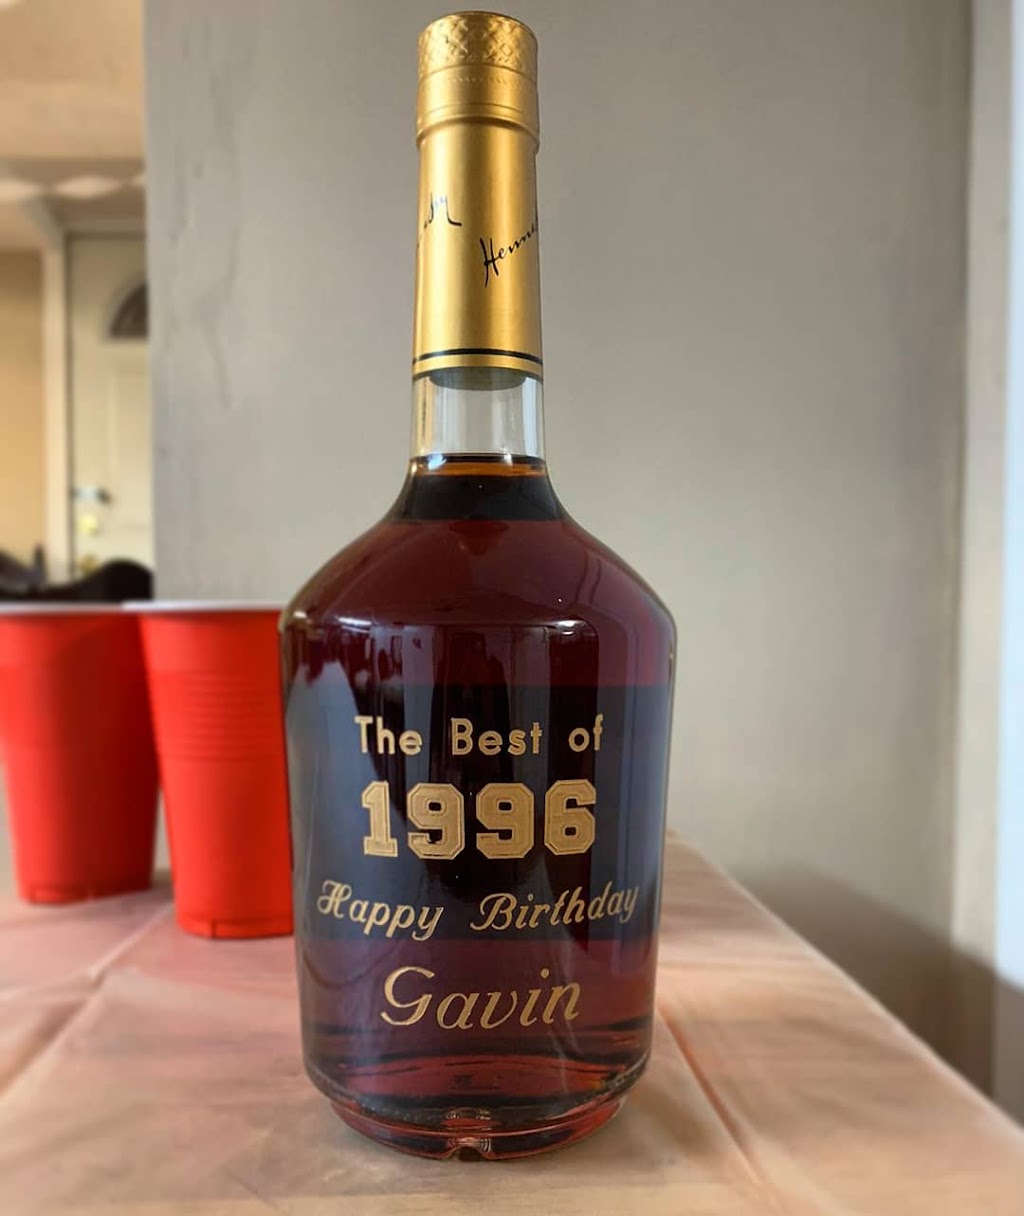 The Best of
1996
Happy Birthday
Gavin